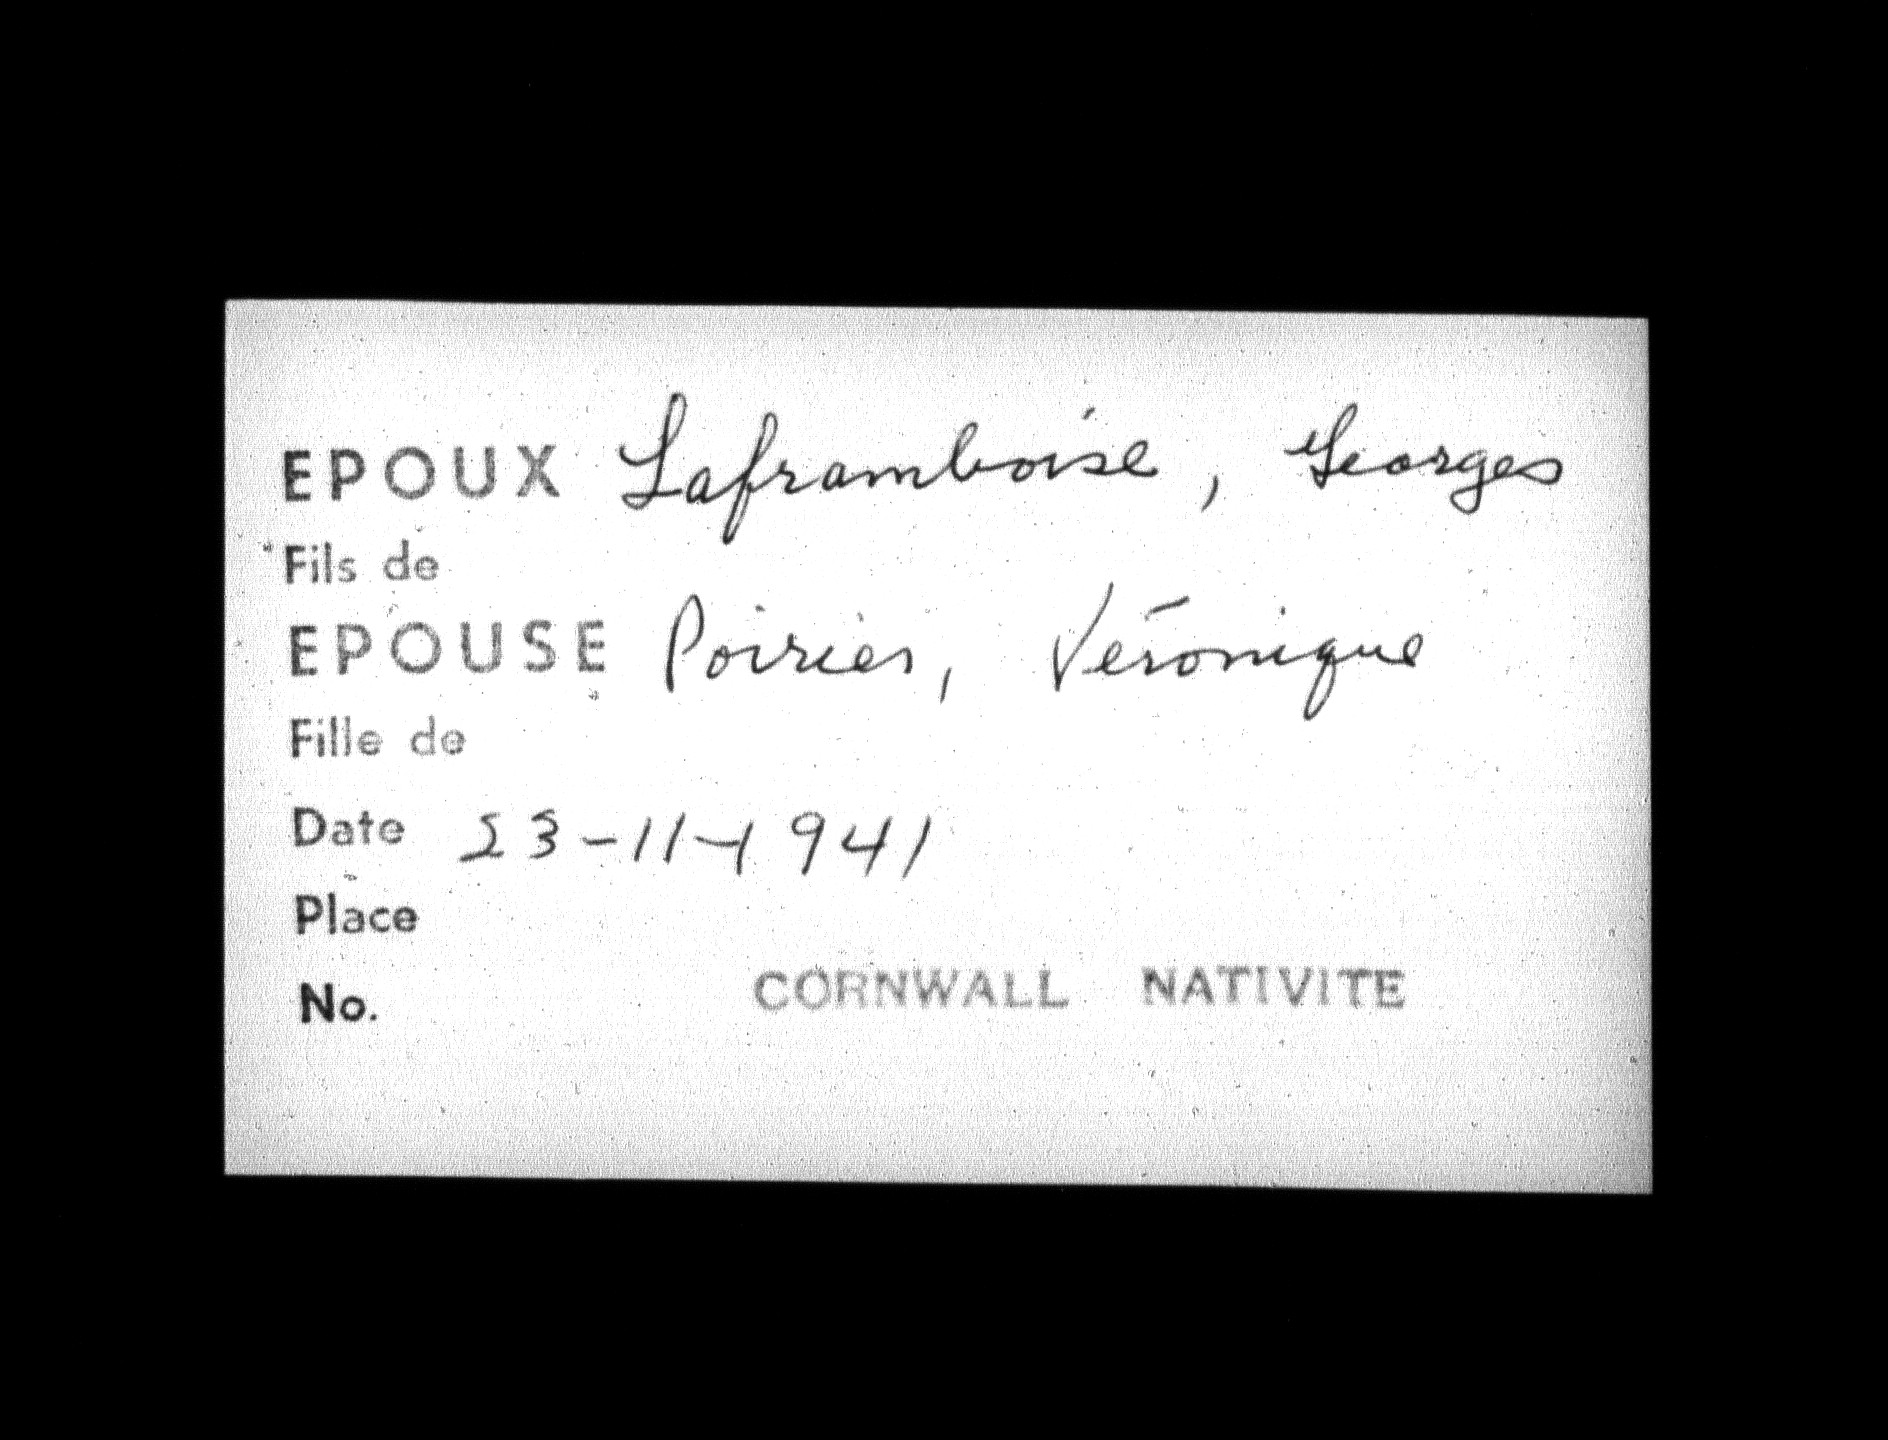 EPOUX Laframboise, Georges
Fils de
EPOUSE Poirier, Véronique
Fille de
Date 23-11-1941
Place
No. CORNWALL NATIVITE